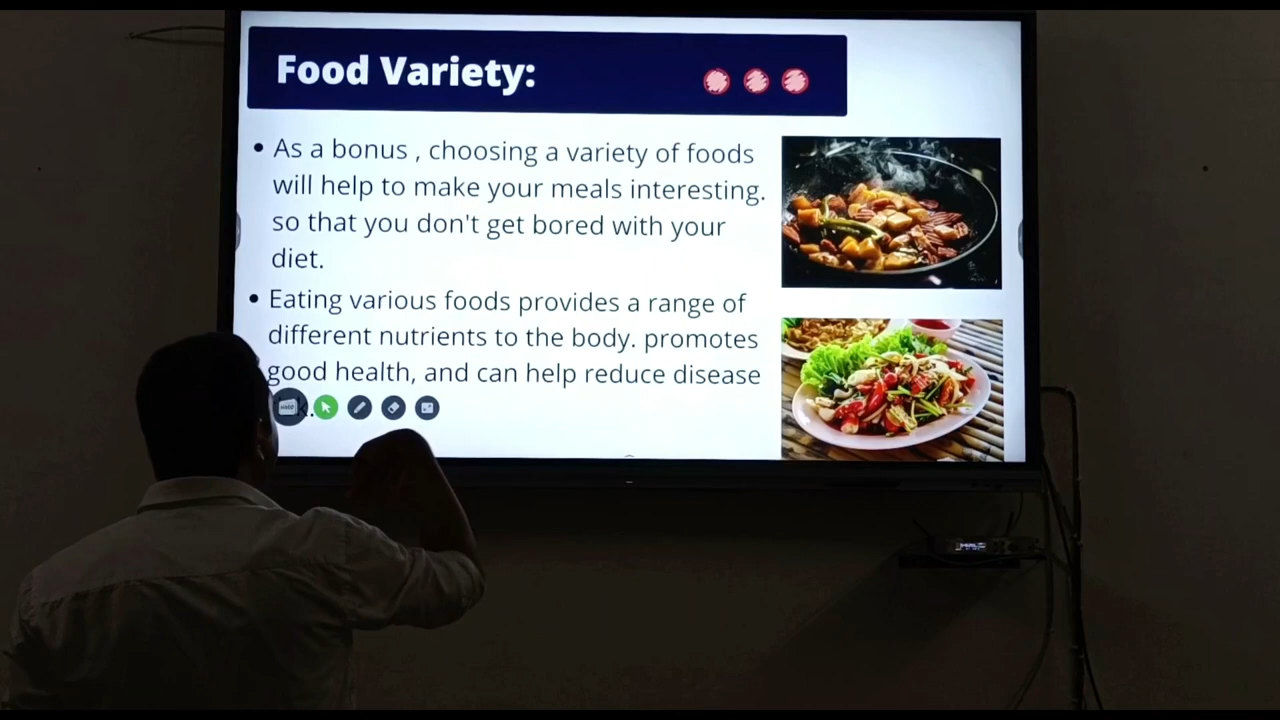 Food Variety:
• As a bonus , choosing a variety of foods
will help to make your meals interesting.
so that you don't get bored with your
diet.
• Eating various foods provides a range of
different nutrients to the body. promotes
good health, and can help reduce disease